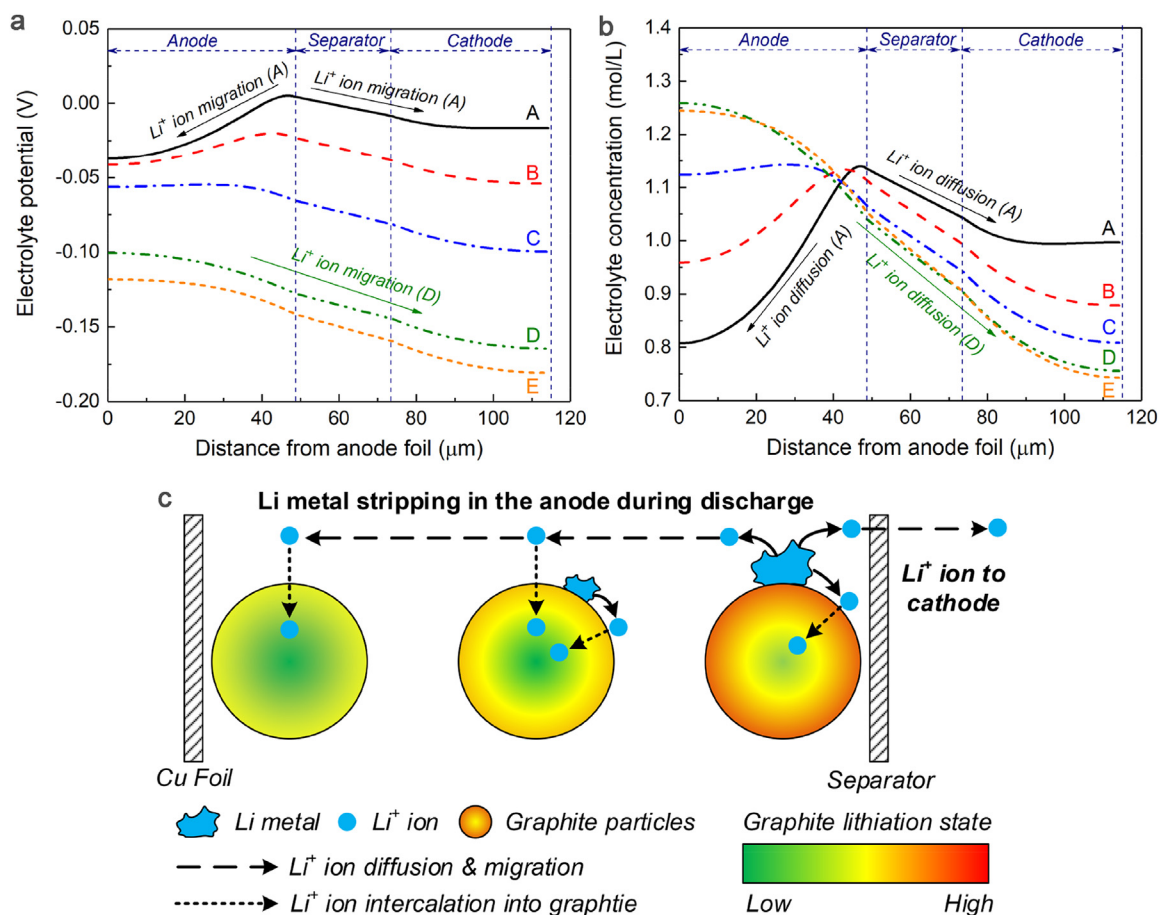 a
Anode
Separator
Cathode
Electrolyte potential (V)
0.05
0.00
-0.05
-0.10
-0.15
-0.20
Li+ ion migration (A)
Li+ ion migration (A)
Li+ ion migration (D)
A
B
C
D
E
0 20 40 60 80 100 120
Distance from anode foil (μm)
b
Anode
Separator
Cathode
Electrolyte concentration (mol/L)
1.4
1.3
1.2
1.1
1.0
0.9
0.8
0.7
Li+ ion diffusion (A)
Li+ ion diffusion (A)
Li+ ion diffusion (D)
A
B
C
D
E
0 20 40 60 80 100 120
Distance from anode foil (μm)
c
Li metal stripping in the anode during discharge
Li+ ion to
cathode
Cu Foil
Separator
Li metal
Li+ ion
Graphite particles
Graphite lithiation state
Li+ ion diffusion & migration
Li+ ion intercalation into graphtie
Low
High